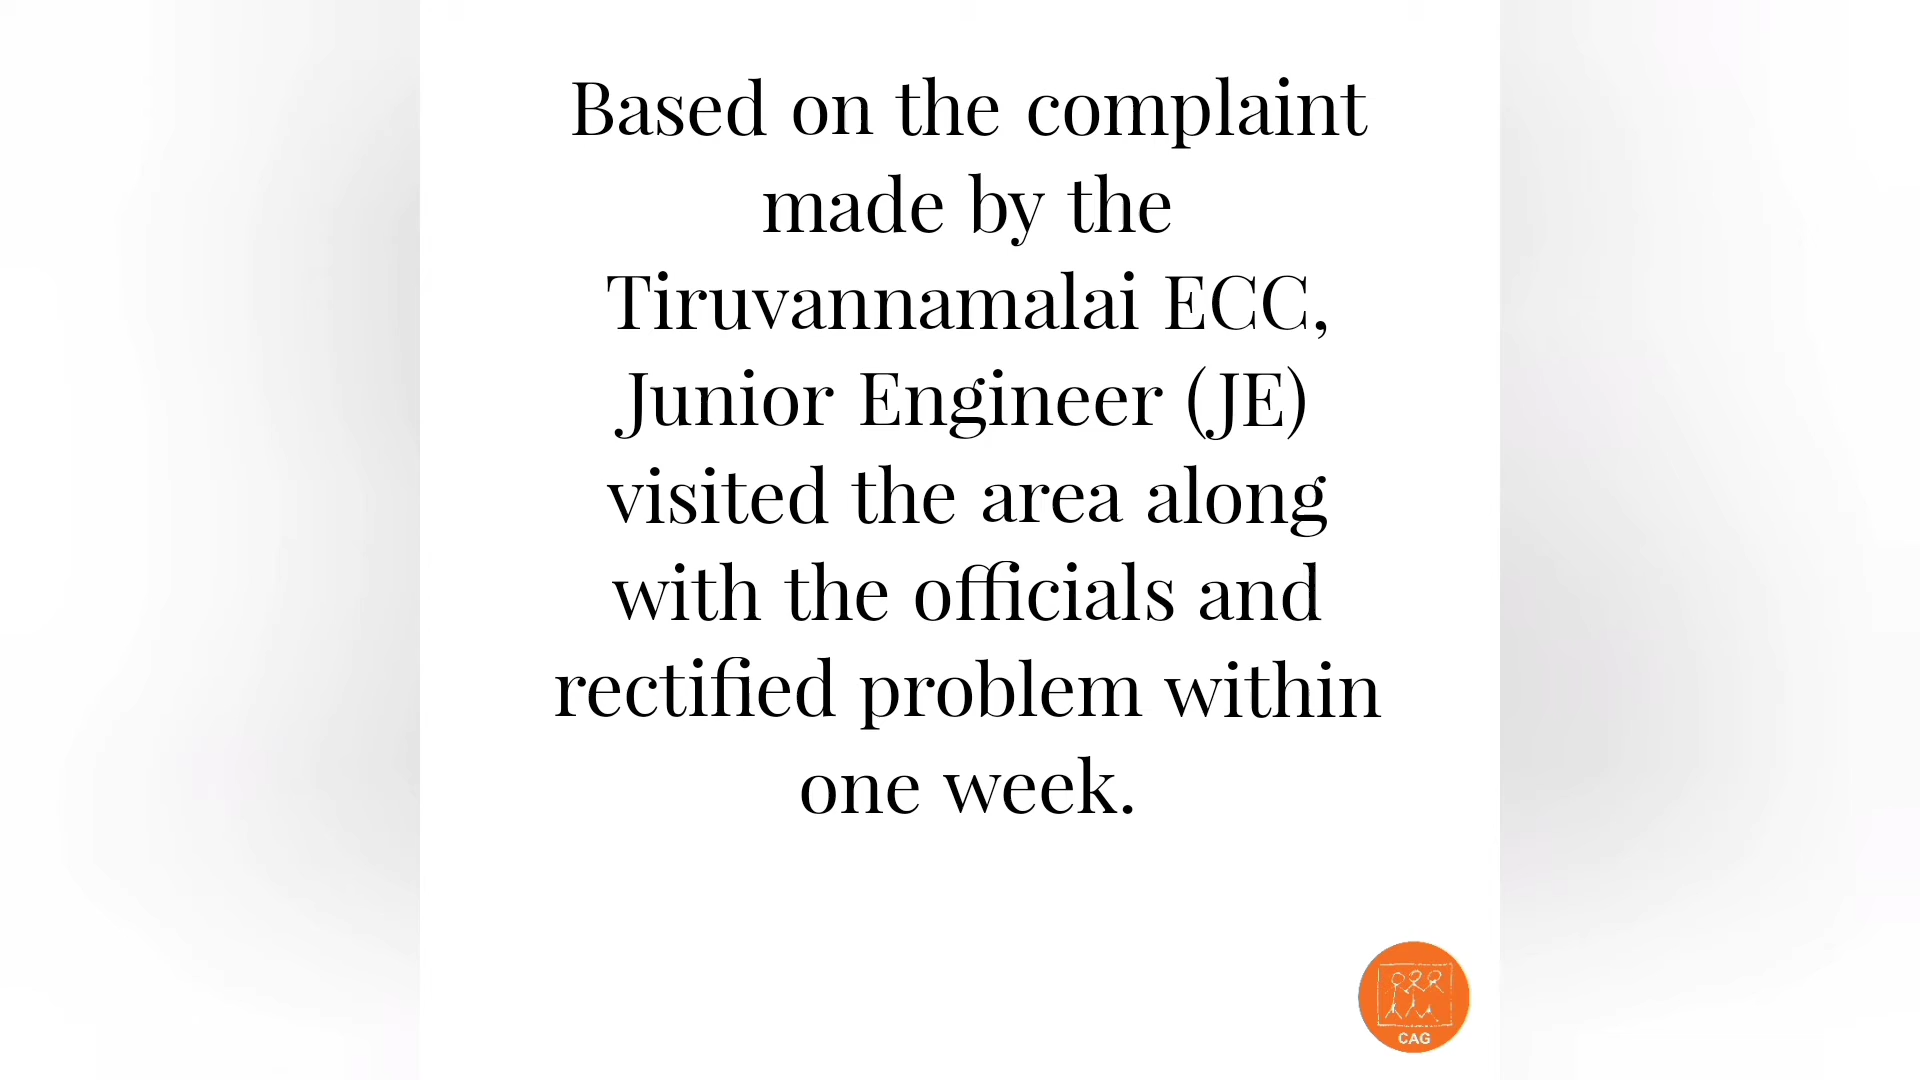 Based on the complaint
made by the
Tiruvannamalai ECC,
Junior Engineer (JE)
visited the area along
with the officials and
rectified problem within
one week.
CAG